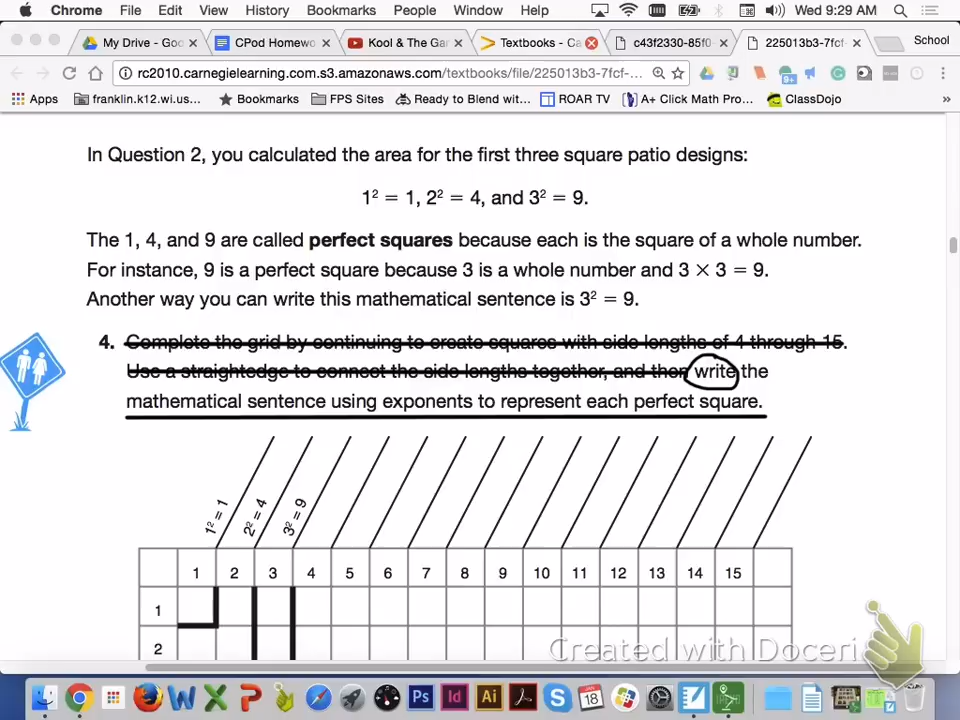 Chrome File Edit View History Bookmarks People Window Help Wed 9:29 AM
My Drive - Goo CPod Homewo Kool & The Ga Textbooks - Ca c43f2330-85f0- 225013b3-7fcf- School
rc2010.carnegielearning.com.s3.amazonaws.com/textbooks/file/225013b3-7fcf-...
Apps franklin.k12.wi.us... Bookmarks FPS Sites Ready to Blend wit... ROAR TV A+ Click Math Pro... ClassDojo »
In Question 2, you calculated the area for the first three square patio designs:
1² = 1, 2² = 4, and 3² = 9.
The 1, 4, and 9 are called perfect squares because each is the square of a whole number.
For instance, 9 is a perfect square because 3 is a whole number and 3 × 3 = 9.
Another way you can write this mathematical sentence is 3² = 9.
4. Complete the grid by continuing to create squares with side lengths of 4 through 15.
Use a straightedge to connect the side lengths together, and then write the
mathematical sentence using exponents to represent each perfect square.
1² = 1 2² = 4 3² = 9
1 2 3 4 5 6 7 8 9 10 11 12 13 14 15
1
2
Created with Doceri
W X P Ps Id Ai S JAN 18